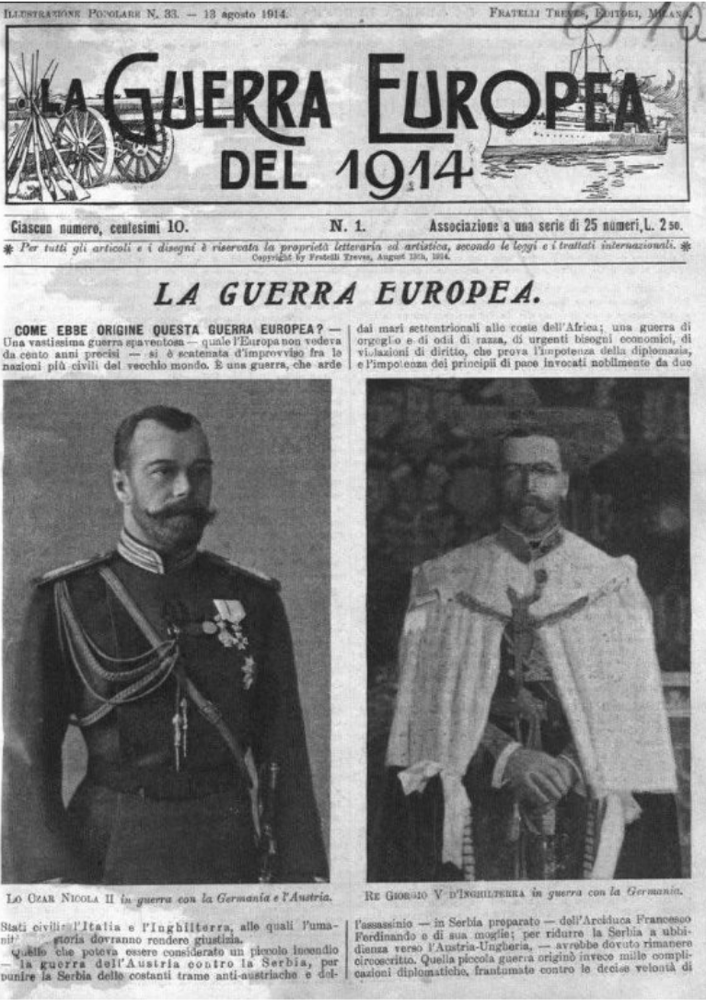 ILLUSTRAZIONE POPOLARE N. 33. — 13 agosto 1914.
FRATELLI TREVES, EDITORI, MILANO.
LA GUERRA EUROPEA
DEL 1914
Ciascun numero, centesimi 10.
N. 1.
Associazione a una serie di 25 numeri, L. 2 50.
* Per tutti gli articoli e i disegni è riservata la proprietà letteraria ed artistica, secondo le leggi e i trattati internazionali. *
Copyright by Fratelli Treves, August 13th, 1914.
LA GUERRA EUROPEA.
COME EBBE ORIGINE QUESTA GUERRA EUROPEA? —
Una vastissima guerra spaventosa — quale l'Europa non vedeva
da cento anni precisi — si è scatenata d'improvviso fra le
nazioni più civili del vecchio mondo. È una guerra, che arde
dai mari settentrionali alle coste dell'Africa; una guerra di
orgoglio e di odi di razza, di urgenti bisogni economici, di
violazioni di diritto, che prova l'impotenza della diplomazia,
e l'impotenza dei principii di pace invocati nobilmente da due
LO CZAR NICOLA II in guerra con la Germania e l'Austria.
RE GIORGIO V D'INGHILTERRA in guerra con la Germania.
Stati civili: l'Italia e l'Inghilterra, alle quali l'uma-
storia dovranno rendere giustizia.
Quello che poteva essere considerato un piccolo incendio
— la guerra dell'Austria contro la Serbia, per
punire la Serbia delle costanti trame anti-austriache e del-
l'assassinio — in Serbia preparato — dell'Arciduca Francesco
Ferdinando e di sua moglie; per ridurre la Serbia a ubbi-
dienza verso l'Austria-Ungheria, — avrebbe dovuto rimanere
circoscritto. Quella piccola guerra originò invece mille compli-
cazioni diplomatiche, frantumate contro le decise volontà di